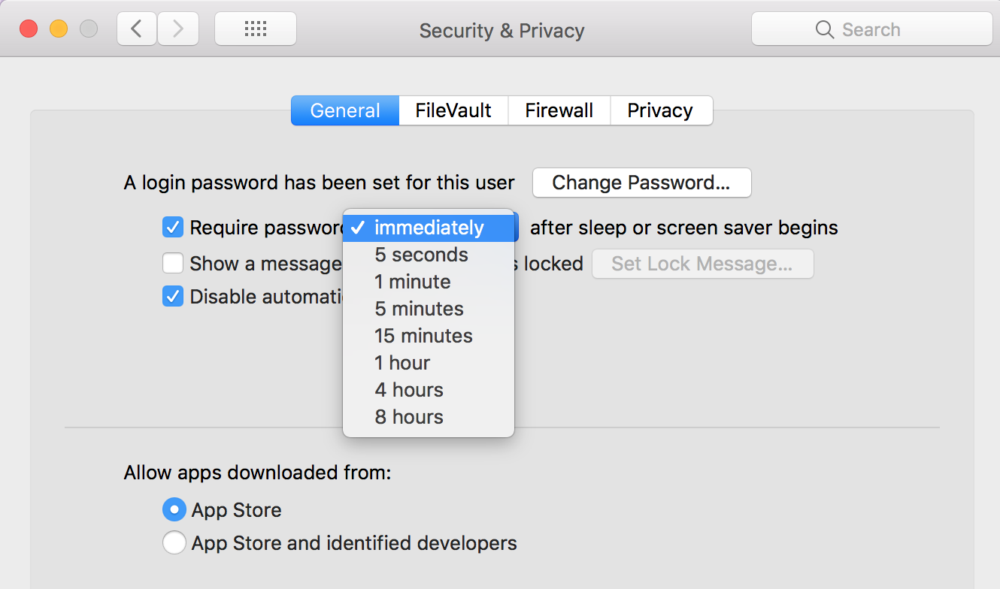 Security & Privacy
Search
General FileVault Firewall Privacy
A login password has been set for this user Change Password...
Require password immediately after sleep or screen saver begins
5 seconds
Show a message s locked Set Lock Message...
1 minute
Disable automati
5 minutes
15 minutes
1 hour
4 hours
8 hours
Allow apps downloaded from:
App Store
App Store and identified developers